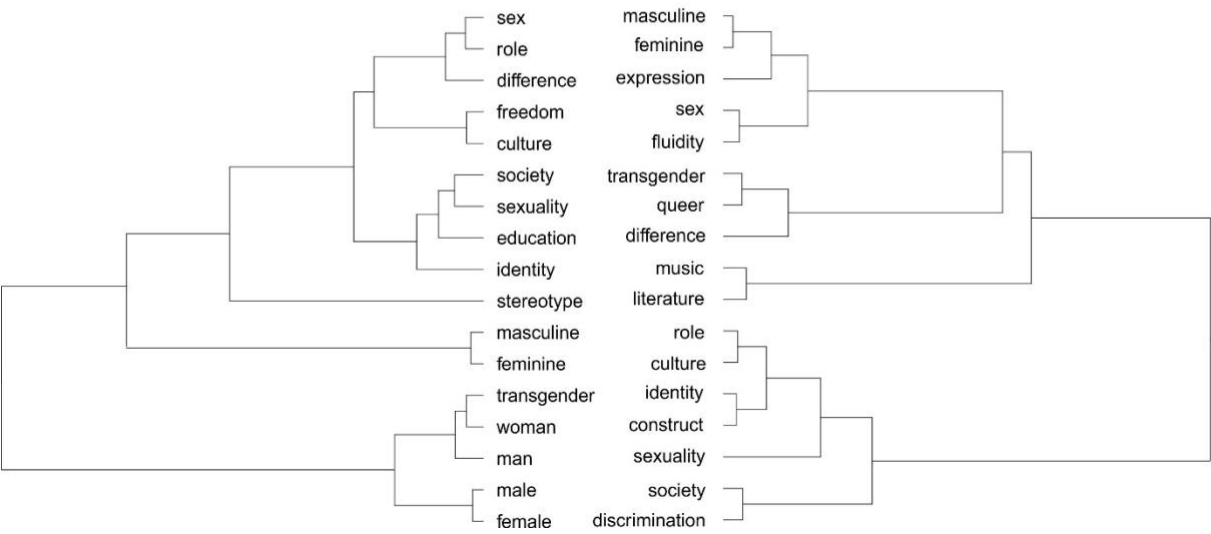 sex
role
difference
freedom
culture
society
sexuality
education
identity
stereotype
masculine
feminine
transgender
woman
man
male
female
masculine
feminine
expression
sex
fluidity
transgender
queer
difference
music
literature
role
culture
identity
construct
sexuality
society
discrimination